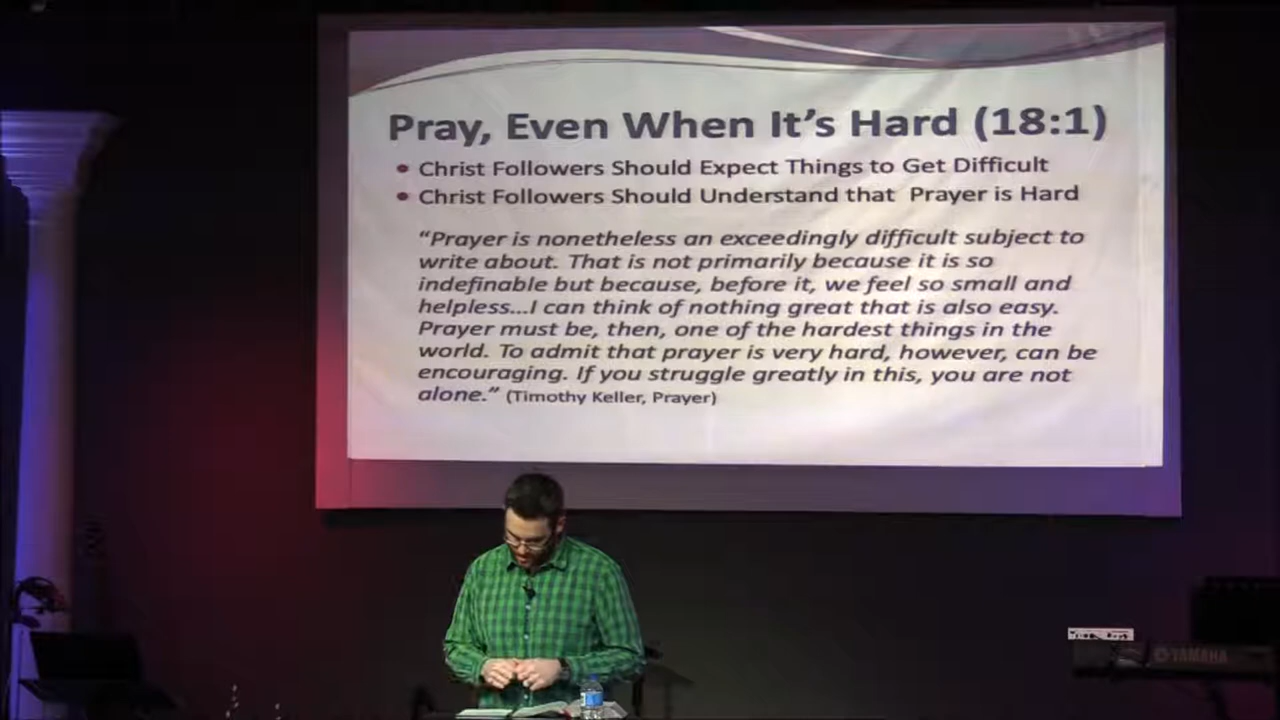 Pray, Even When It's Hard (18:1)
• Christ Followers Should Expect Things to Get Difficult
• Christ Followers Should Understand that  Prayer is Hard
“Prayer is nonetheless an exceedingly difficult subject to
write about. That is not primarily because it is so
indefinable but because, before it, we feel so small and
helpless...I can think of nothing great that is also easy.
Prayer must be, then, one of the hardest things in the
world. To admit that prayer is very hard, however, can be
encouraging. If you struggle greatly in this, you are not
alone.” (Timothy Keller, Prayer)
YAMAHA